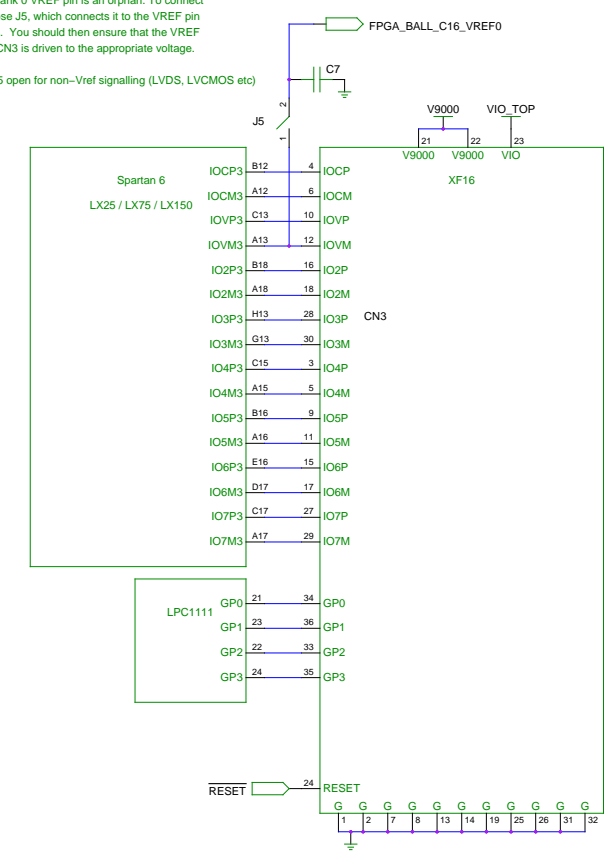 ank 0 VREF pin is an orphan. To connect
se J5, which connects it to the VREF pin
. You should then ensure that the VREF
CN3 is driven to the appropriate voltage.
5 open for non–Vref signalling (LVDS, LVCMOS etc)
FPGA_BALL_C16_VREF0
C7
2
J5
1
V9000 VIO_TOP
21 22 23
V9000 V9000 VIO
Spartan 6
LX25 / LX75 / LX150
XF16
CN3
IOCP3 B12 4 IOCP
IOCM3 A12 6 IOCM
IOVP3 C13 10 IOVP
IOVM3 A13 12 IOVM
IO2P3 B18 16 IO2P
IO2M3 A18 18 IO2M
IO3P3 H13 28 IO3P
IO3M3 G13 30 IO3M
IO4P3 C15 3 IO4P
IO4M3 A15 5 IO4M
IO5P3 B16 9 IO5P
IO5M3 A16 11 IO5M
IO6P3 E16 15 IO6P
IO6M3 D17 17 IO6M
IO7P3 C17 27 IO7P
IO7M3 A17 29 IO7M
LPC1111
GP0 21 34 GP0
GP1 23 36 GP1
GP2 22 33 GP2
GP3 24 35 GP3
RESET 24 RESET
G G G G G G G G G G G
1 2 7 8 13 14 19 25 26 31 32